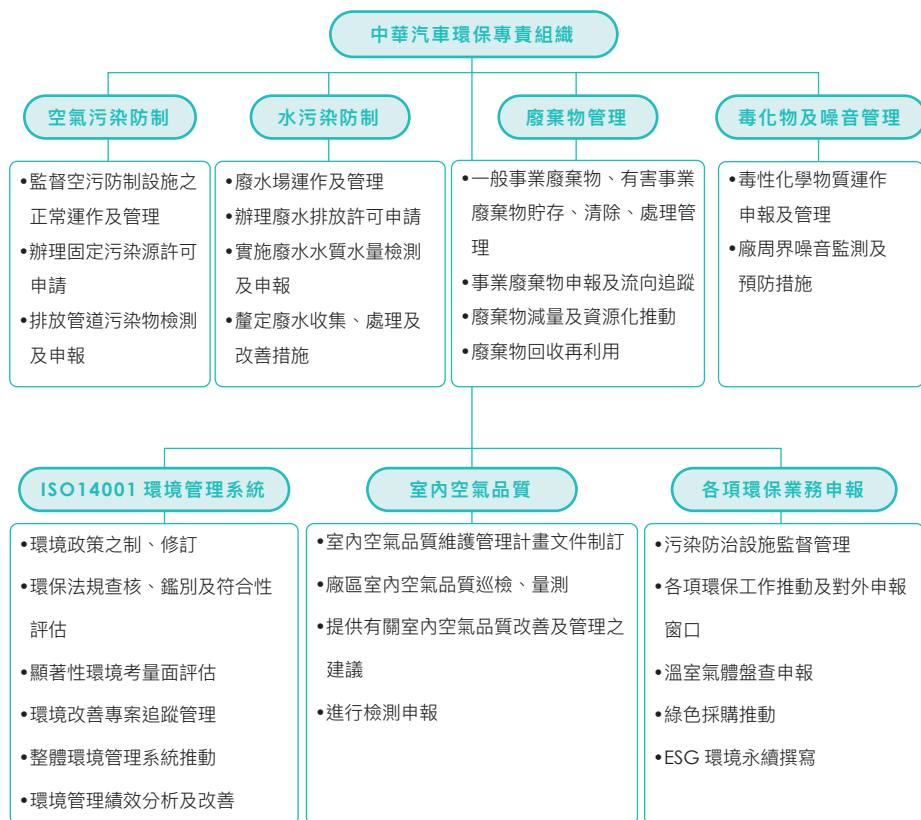 中華汽車環保專責組織
空氣污染防制
•監督空污防制設施之
正常運作及管理
•辦理固定污染源許可
申請
•排放管道污染物檢測
及申報
水污染防制
•廢水場運作及管理
•辦理廢水排放許可申請
•實施廢水水質水量檢測
及申報
•釐定廢水收集、處理及
改善措施
廢棄物管理
•一般事業廢棄物、有害事業
廢棄物貯存、清除、處理管
理
•事業廢棄物申報及流向追蹤
•廢棄物減量及資源化推動
•廢棄物回收再利用
毒化物及噪音管理
•毒性化學物質運作
申報及管理
•廠周界噪音監測及
預防措施
ISO14001 環境管理系統
•環境政策之制、修訂
•環保法規查核、鑑別及符合性
評估
•顯著性環境考量面評估
•環境改善專案追蹤管理
•整體環境管理系統推動
•環境管理績效分析及改善
室內空氣品質
•室內空氣品質維護管理計畫文件制訂
•廠區室內空氣品質巡檢、量測
•提供有關室內空氣品質改善及管理之
建議
•進行檢測申報
各項環保業務申報
•污染防治設施監督管理
•各項環保工作推動及對外申報
窗口
•溫室氣體盤查申報
•綠色採購推動
•ESG 環境永續撰寫